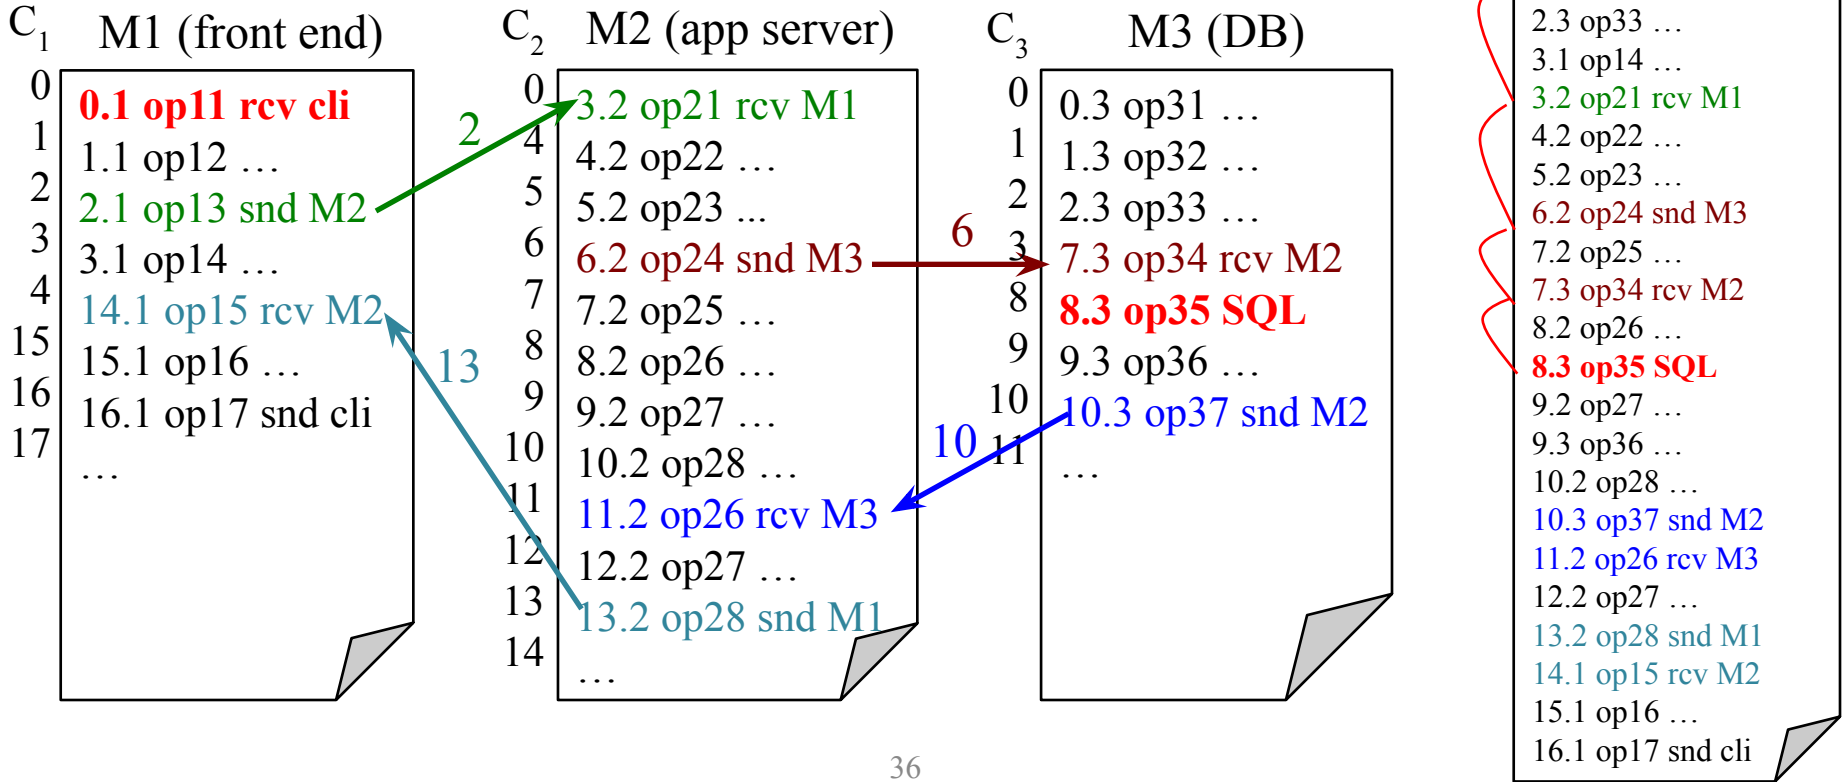 C1 M1 (front end)
0
1
2
3
4
15
16
17
0.1 op11 rcv cli
1.1 op12 …
2.1 op13 snd M2
3.1 op14 …
14.1 op15 rcv M2
15.1 op16 …
16.1 op17 snd cli
…
2
13
C2 M2 (app server)
0
4
5
6
7
8
9
10
11
12
13
14
3.2 op21 rcv M1
4.2 op22 …
5.2 op23 ...
6.2 op24 snd M3
7.2 op25 …
8.2 op26 …
9.2 op27 …
10.2 op28 …
11.2 op26 rcv M3
12.2 op27 …
13.2 op28 snd M1
…
6
10
C3 M3 (DB)
0
1
2
3
8
9
10
11
0.3 op31 …
1.3 op32 …
2.3 op33 …
7.3 op34 rcv M2
8.3 op35 SQL
9.3 op36 …
10.3 op37 snd M2
…
2.3 op33 …
3.1 op14 …
3.2 op21 rcv M1
4.2 op22 …
5.2 op23 …
6.2 op24 snd M3
7.2 op25 …
7.3 op34 rcv M2
8.2 op26 …
8.3 op35 SQL
9.2 op27 …
9.3 op36 …
10.2 op28 …
10.3 op37 snd M2
11.2 op26 rcv M3
12.2 op27 …
13.2 op28 snd M1
14.1 op15 rcv M2
15.1 op16 …
16.1 op17 snd cli
36